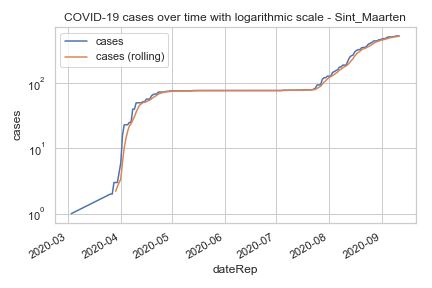 COVID-19 cases over time with logarithmic scale - Sint_Maarten
cases
cases (rolling)
10²
10¹
10⁰
cases
2020-03
2020-04
2020-05
2020-06
2020-07
2020-08
2020-09
dateRep